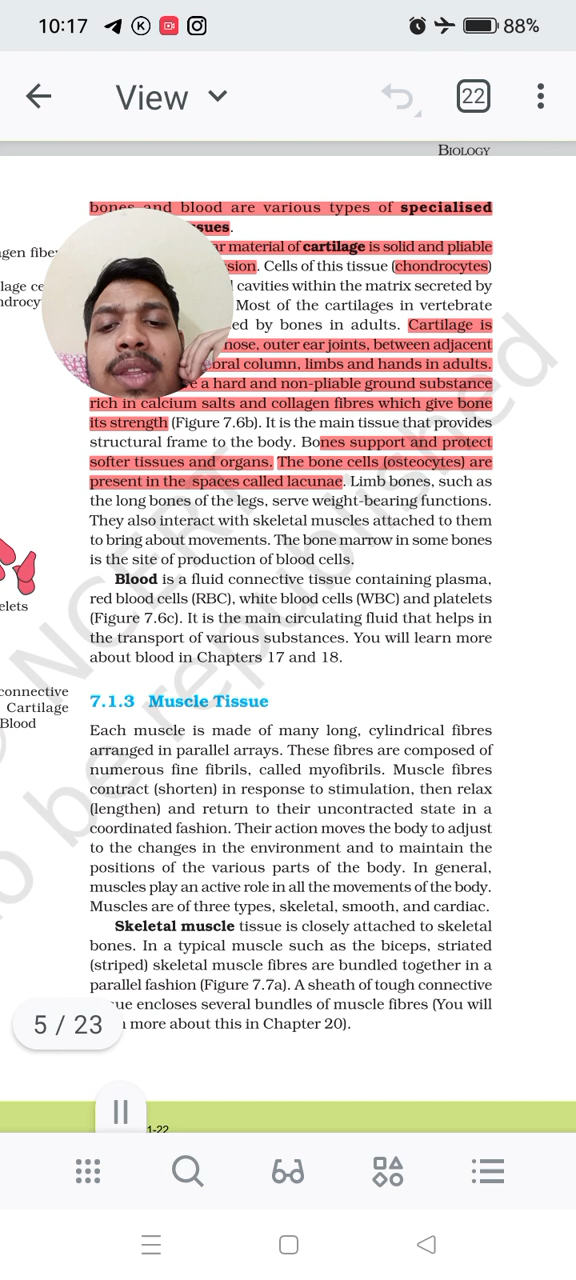 10:17
88%
View
22
BIOLOGY
bones and blood are various types of specialised
sues.
ar material of cartilage is solid and pliable
sion. Cells of this tissue (chondrocytes)
cavities within the matrix secreted by
Most of the cartilages in vertebrate
ed by bones in adults. Cartilage is
nose, outer ear joints, between adjacent
bral column, limbs and hands in adults.
e a hard and non-pliable ground substance
rich in calcium salts and collagen fibres which give bone
its strength (Figure 7.6b). It is the main tissue that provides
structural frame to the body. Bones support and protect
softer tissues and organs. The bone cells (osteocytes) are
present in the spaces called lacunae. Limb bones, such as
the long bones of the legs, serve weight-bearing functions.
They also interact with skeletal muscles attached to them
to bring about movements. The bone marrow in some bones
is the site of production of blood cells.
Blood is a fluid connective tissue containing plasma,
red blood cells (RBC), white blood cells (WBC) and platelets
(Figure 7.6c). It is the main circulating fluid that helps in
the transport of various substances. You will learn more
about blood in Chapters 17 and 18.
gen fibe
lage ce
ndrocy
elets
connective
Cartilage
Blood
7.1.3 Muscle Tissue
Each muscle is made of many long, cylindrical fibres
arranged in parallel arrays. These fibres are composed of
numerous fine fibrils, called myofibrils. Muscle fibres
contract (shorten) in response to stimulation, then relax
(lengthen) and return to their uncontracted state in a
coordinated fashion. Their action moves the body to adjust
to the changes in the environment and to maintain the
positions of the various parts of the body. In general,
muscles play an active role in all the movements of the body.
Muscles are of three types, skeletal, smooth, and cardiac.
Skeletal muscle tissue is closely attached to skeletal
bones. In a typical muscle such as the biceps, striated
(striped) skeletal muscle fibres are bundled together in a
parallel fashion (Figure 7.7a). A sheath of tough connective
ue encloses several bundles of muscle fibres (You will
more about this in Chapter 20).
5 / 23
1-22
NCERT
o be republished